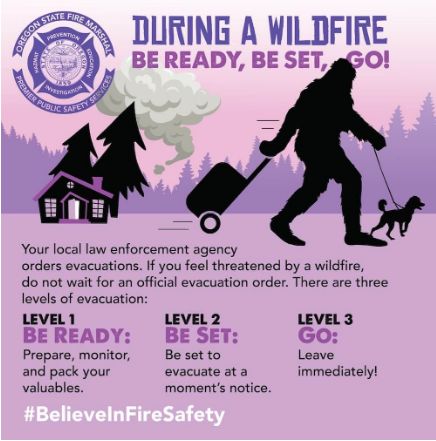 OREGON STATE FIRE MARSHAL
PREMIER PUBLIC SAFETY SERVICES
PREVENTION
EDUCATION
INVESTIGATION
HAZMAT
DURING A WILDFIRE
BE READY, BE SET, GO!
Your local law enforcement agency
orders evacuations. If you feel threatened by a wildfire,
do not wait for an official evacuation order. There are three
levels of evacuation:
LEVEL 1
BE READY:
Prepare, monitor,
and pack your
valuables.
LEVEL 2
BE SET:
Be set to
evacuate at a
moment's notice.
LEVEL 3
GO:
Leave
immediately!
#BelieveInFireSafety